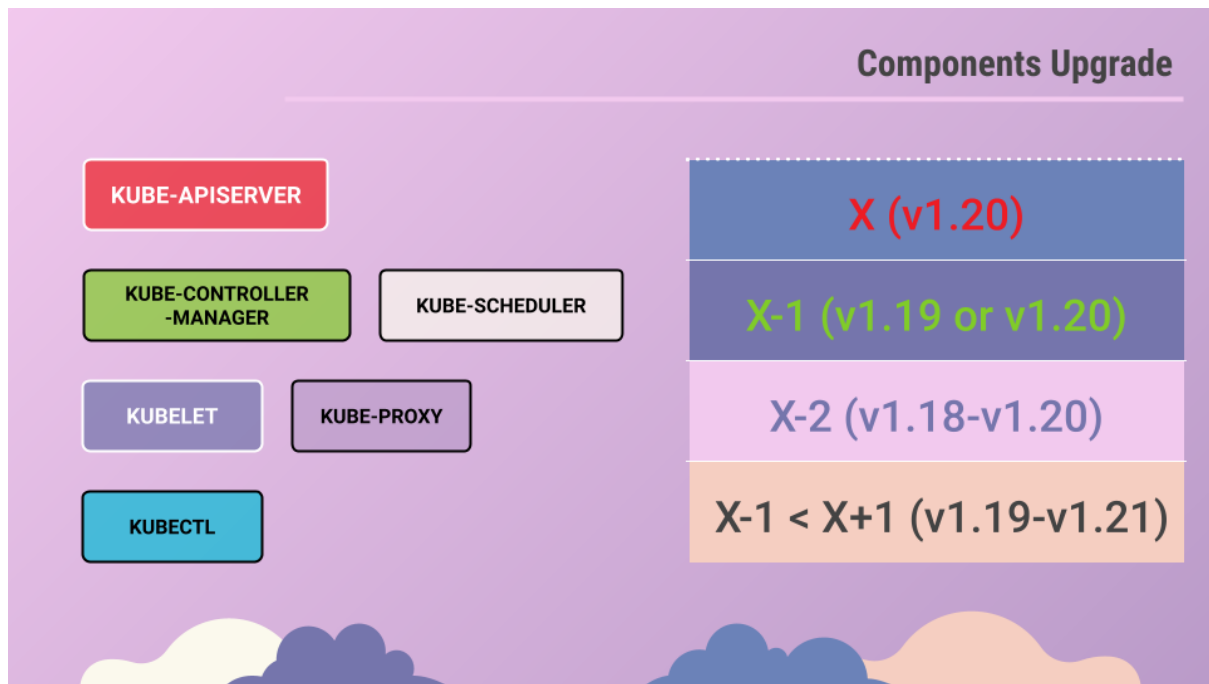 Components Upgrade
KUBE-APISERVER
X (v1.20)
KUBE-CONTROLLER
-MANAGER
KUBE-SCHEDULER
X-1 (v1.19 or v1.20)
KUBELET
KUBE-PROXY
X-2 (v1.18-v1.20)
KUBECTL
X-1 < X+1 (v1.19-v1.21)